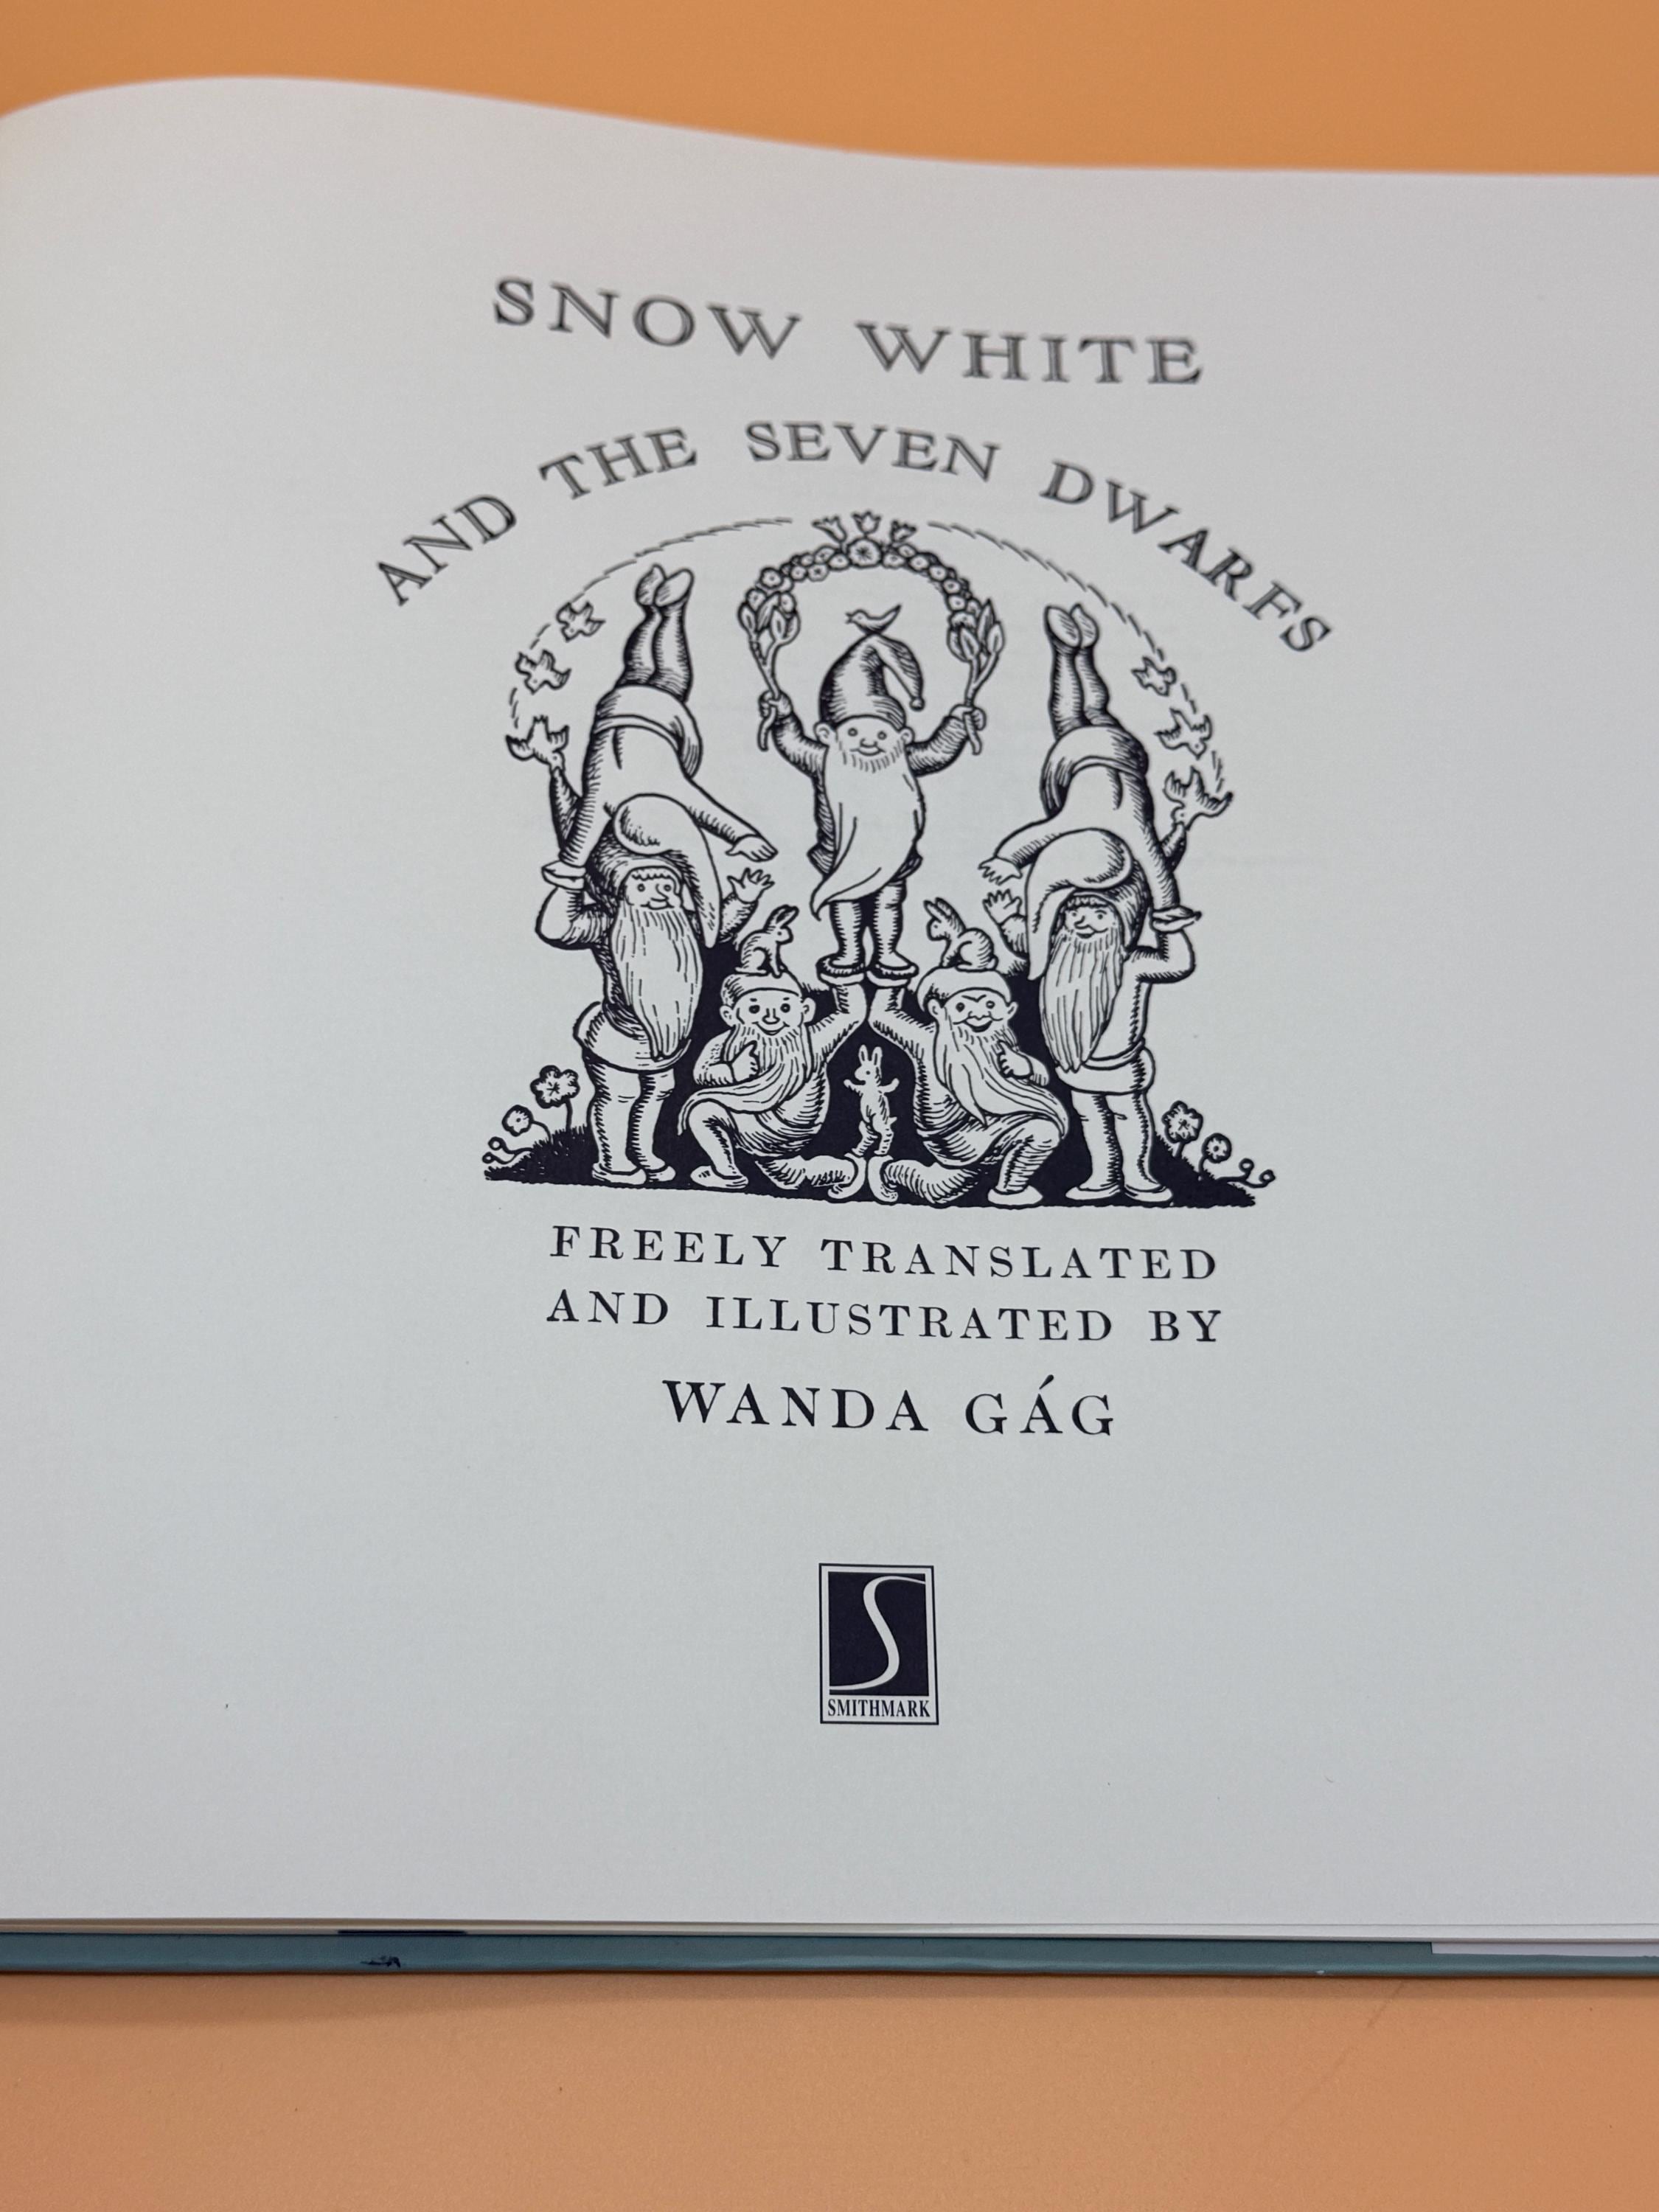 SNOW WHITE
AND THE SEVEN DWARFS
FREELY TRANSLATED
AND ILLUSTRATED BY
WANDA GÁG
S
SMITHMARK